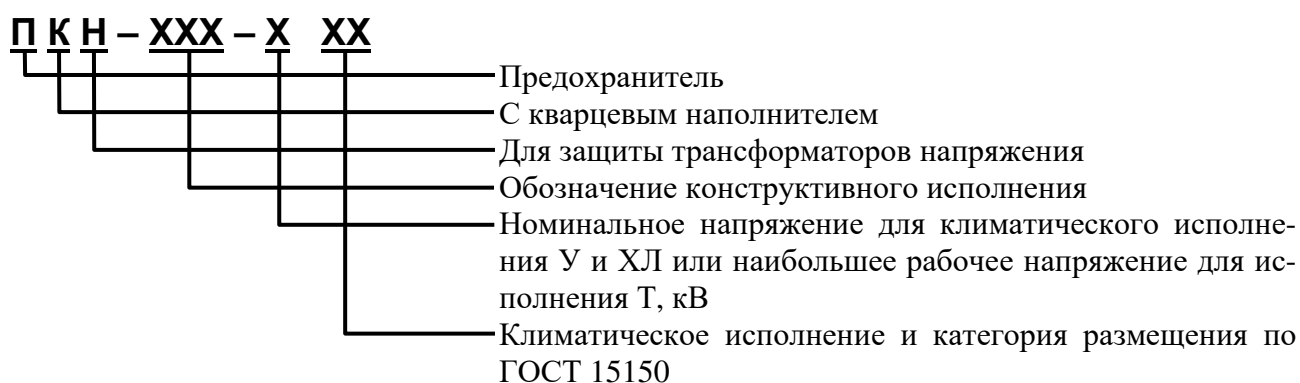 П К Н – ХХХ – Х ХХ
Предохранитель
С кварцевым наполнителем
Для защиты трансформаторов напряжения
Обозначение конструктивного исполнения
Номинальное напряжение для климатического исполне-
ния У и ХЛ или наибольшее рабочее напряжение для ис-
полнения Т, кВ
Климатическое исполнение и категория размещения по
ГОСТ 15150